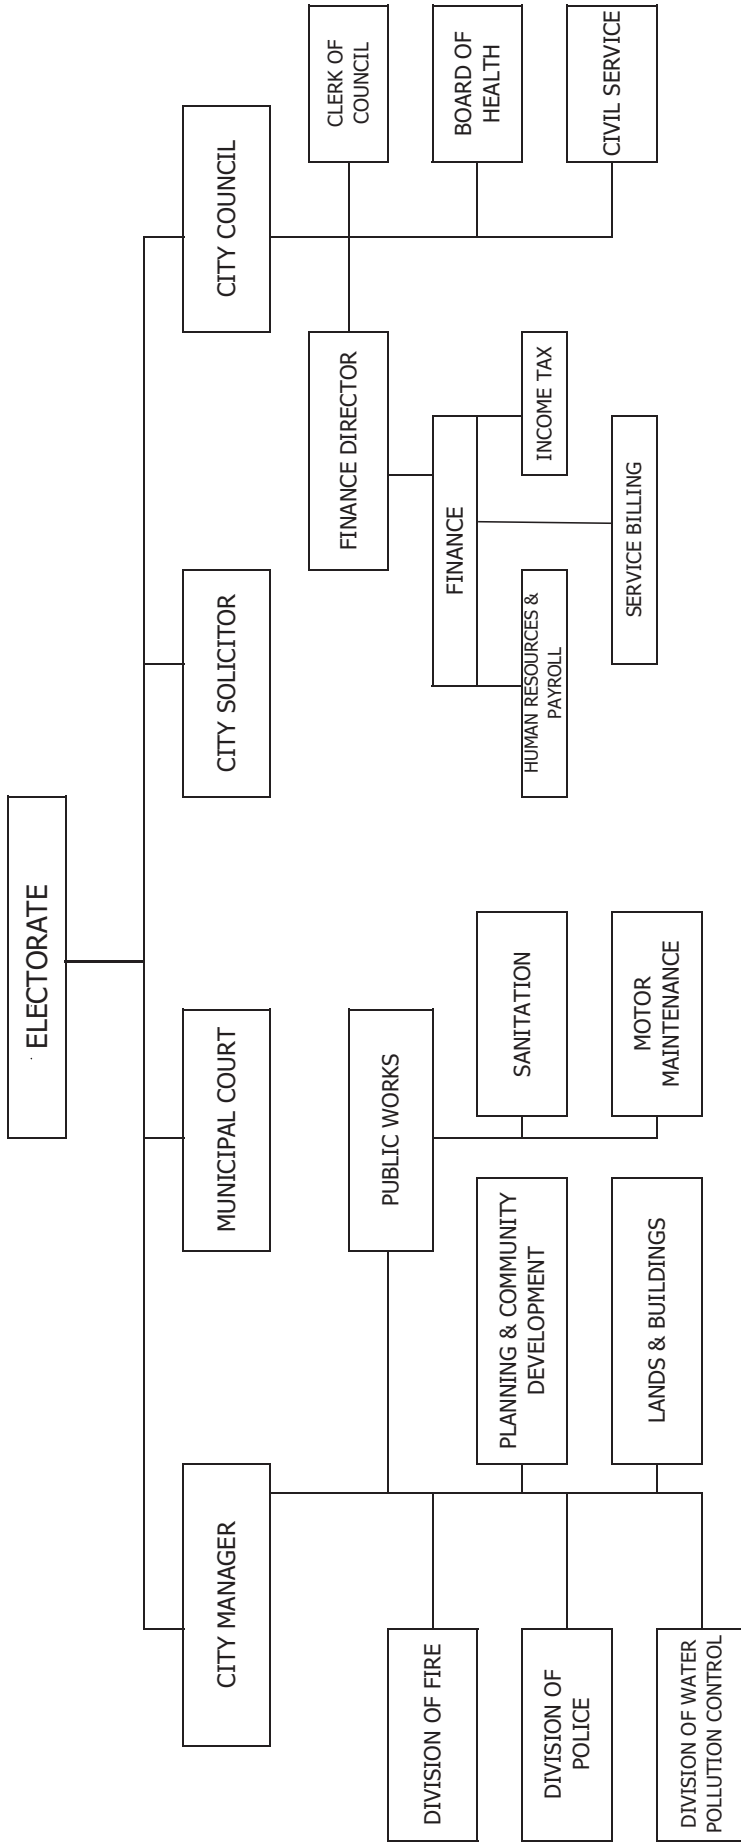 ELECTORATE
CITY MANAGER
MUNICIPAL COURT
CITY SOLICITOR
CITY COUNCIL
FINANCE DIRECTOR
CLERK OF
COUNCIL
PUBLIC WORKS
DIVISION OF FIRE
FINANCE
BOARD OF
HEALTH
PLANNING & COMMUNITY
DEVELOPMENT
SANITATION
HUMAN RESOURCES &
PAYROLL
INCOME TAX
DIVISION OF
POLICE
CIVIL SERVICE
LANDS & BUILDINGS
MOTOR
MAINTENANCE
SERVICE BILLING
DIVISION OF WATER
POLLUTION CONTROL